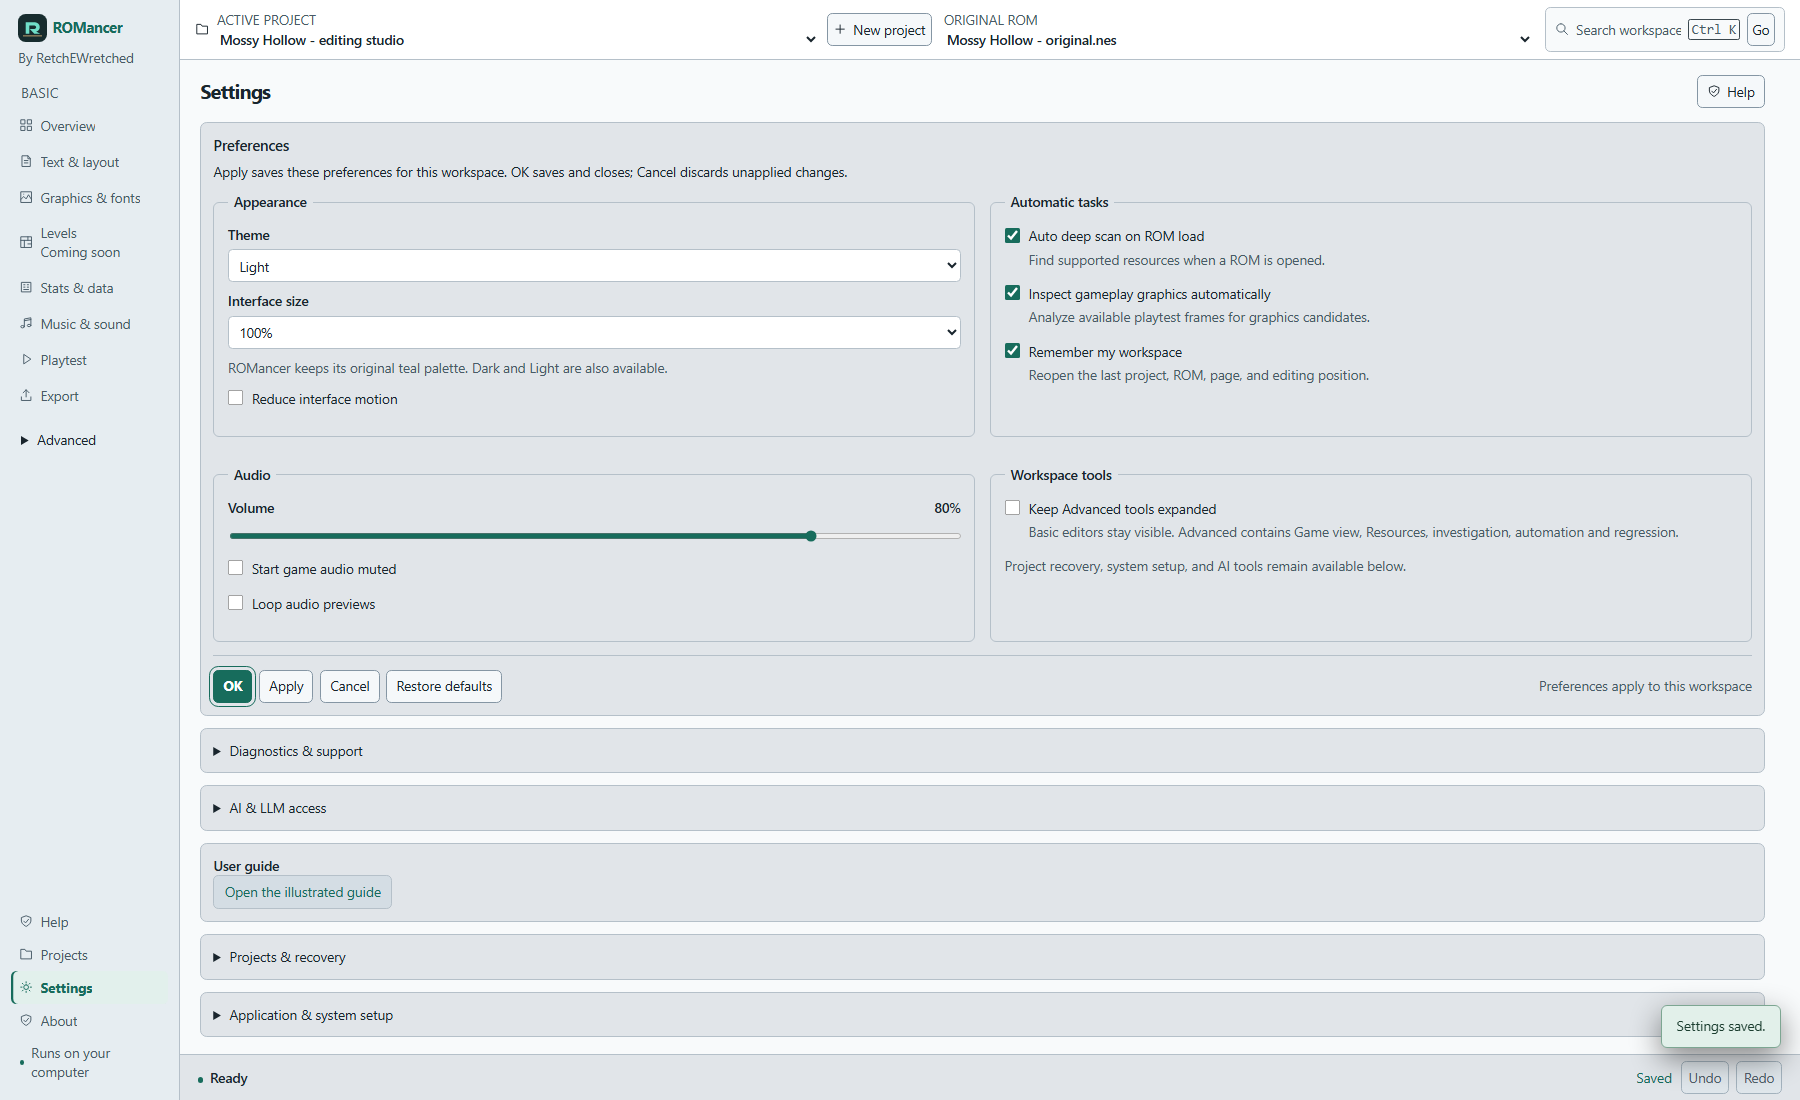 ROMancer
By RetchEWretched
BASIC
Overview
Text & layout
Graphics & fonts
Levels
Coming soon
Stats & data
Music & sound
Playtest
Export
Advanced
Help
Projects
Settings
About
Runs on your
computer
ACTIVE PROJECT
Mossy Hollow - editing studio
New project
ORIGINAL ROM
Mossy Hollow - original.nes
Search workspace
Ctrl K
Go
Settings
Help
Preferences
Apply saves these preferences for this workspace. OK saves and closes; Cancel discards unapplied changes.
Appearance
Theme
Light
Interface size
100%
ROMancer keeps its original teal palette. Dark and Light are also available.
Reduce interface motion
Automatic tasks
Auto deep scan on ROM load
Find supported resources when a ROM is opened.
Inspect gameplay graphics automatically
Analyze available playtest frames for graphics candidates.
Remember my workspace
Reopen the last project, ROM, page, and editing position.
Audio
Volume
80%
Start game audio muted
Loop audio previews
Workspace tools
Keep Advanced tools expanded
Basic editors stay visible. Advanced contains Game view, Resources, investigation, automation and regression.
Project recovery, system setup, and AI tools remain available below.
OK
Apply
Cancel
Restore defaults
Preferences apply to this workspace
Diagnostics & support
AI & LLM access
User guide
Open the illustrated guide
Projects & recovery
Application & system setup
Settings saved.
Ready
Saved
Undo
Redo